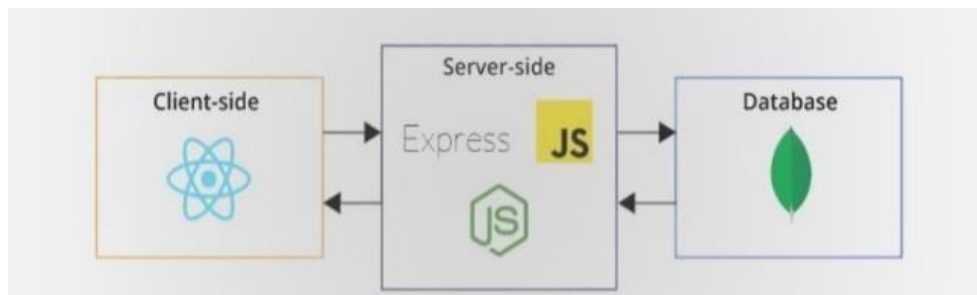 Client-side
Server-side
Express
JS
JS
Database